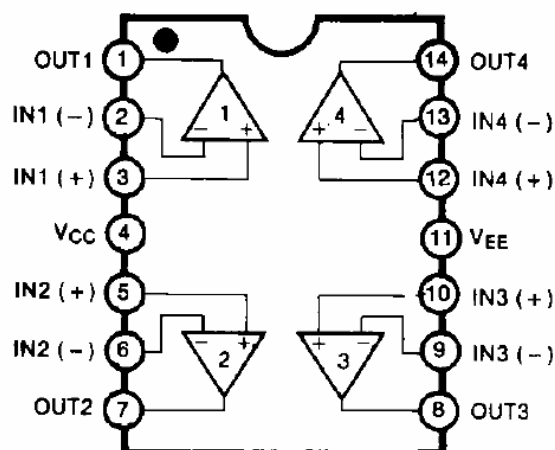 OUT1 1 14 OUT4
IN1 (−) 2 1 4 13 IN4 (−)
− + + −
IN1 (+) 3 12 IN4 (+)
VCC 4 11 VEE
IN2 (+) 5 10 IN3 (+)
− + + −
IN2 (−) 6 2 3 9 IN3 (−)
OUT2 7 8 OUT3